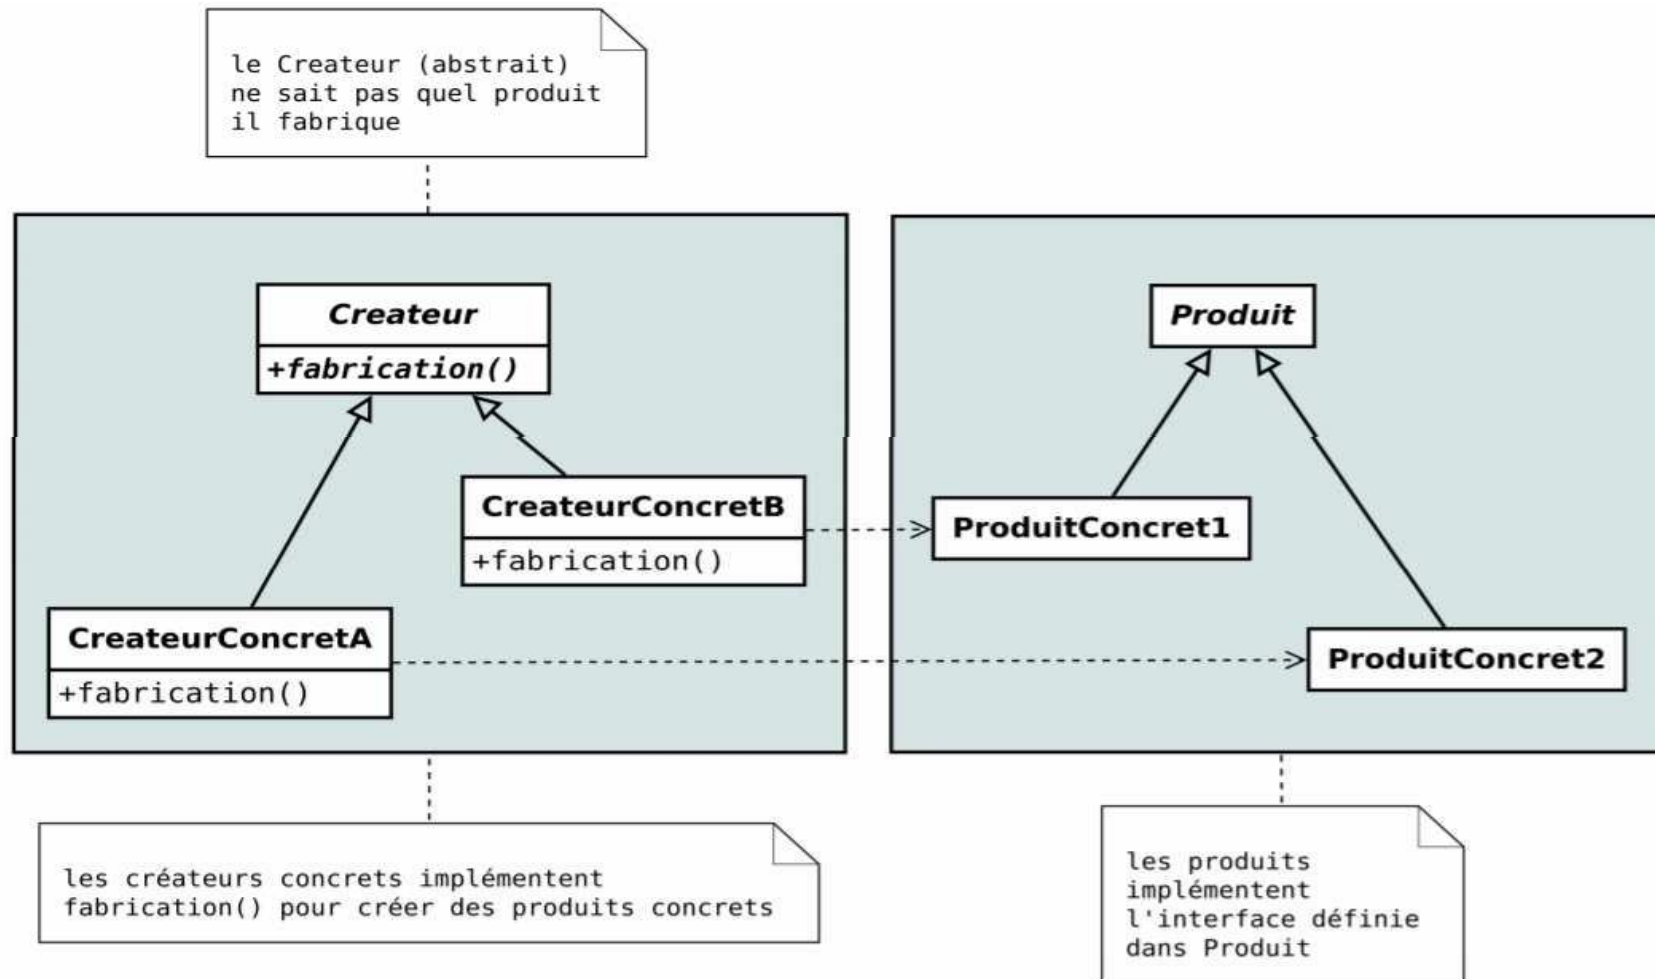 le Createur (abstrait)
ne sait pas quel produit
il fabrique
Createur
+fabrication()
CreateurConcretB
+fabrication()
CreateurConcretA
+fabrication()
Produit
ProduitConcret1
ProduitConcret2
les créateurs concrets implémentent
fabrication() pour créer des produits concrets
les produits
implémentent
l'interface définie
dans Produit